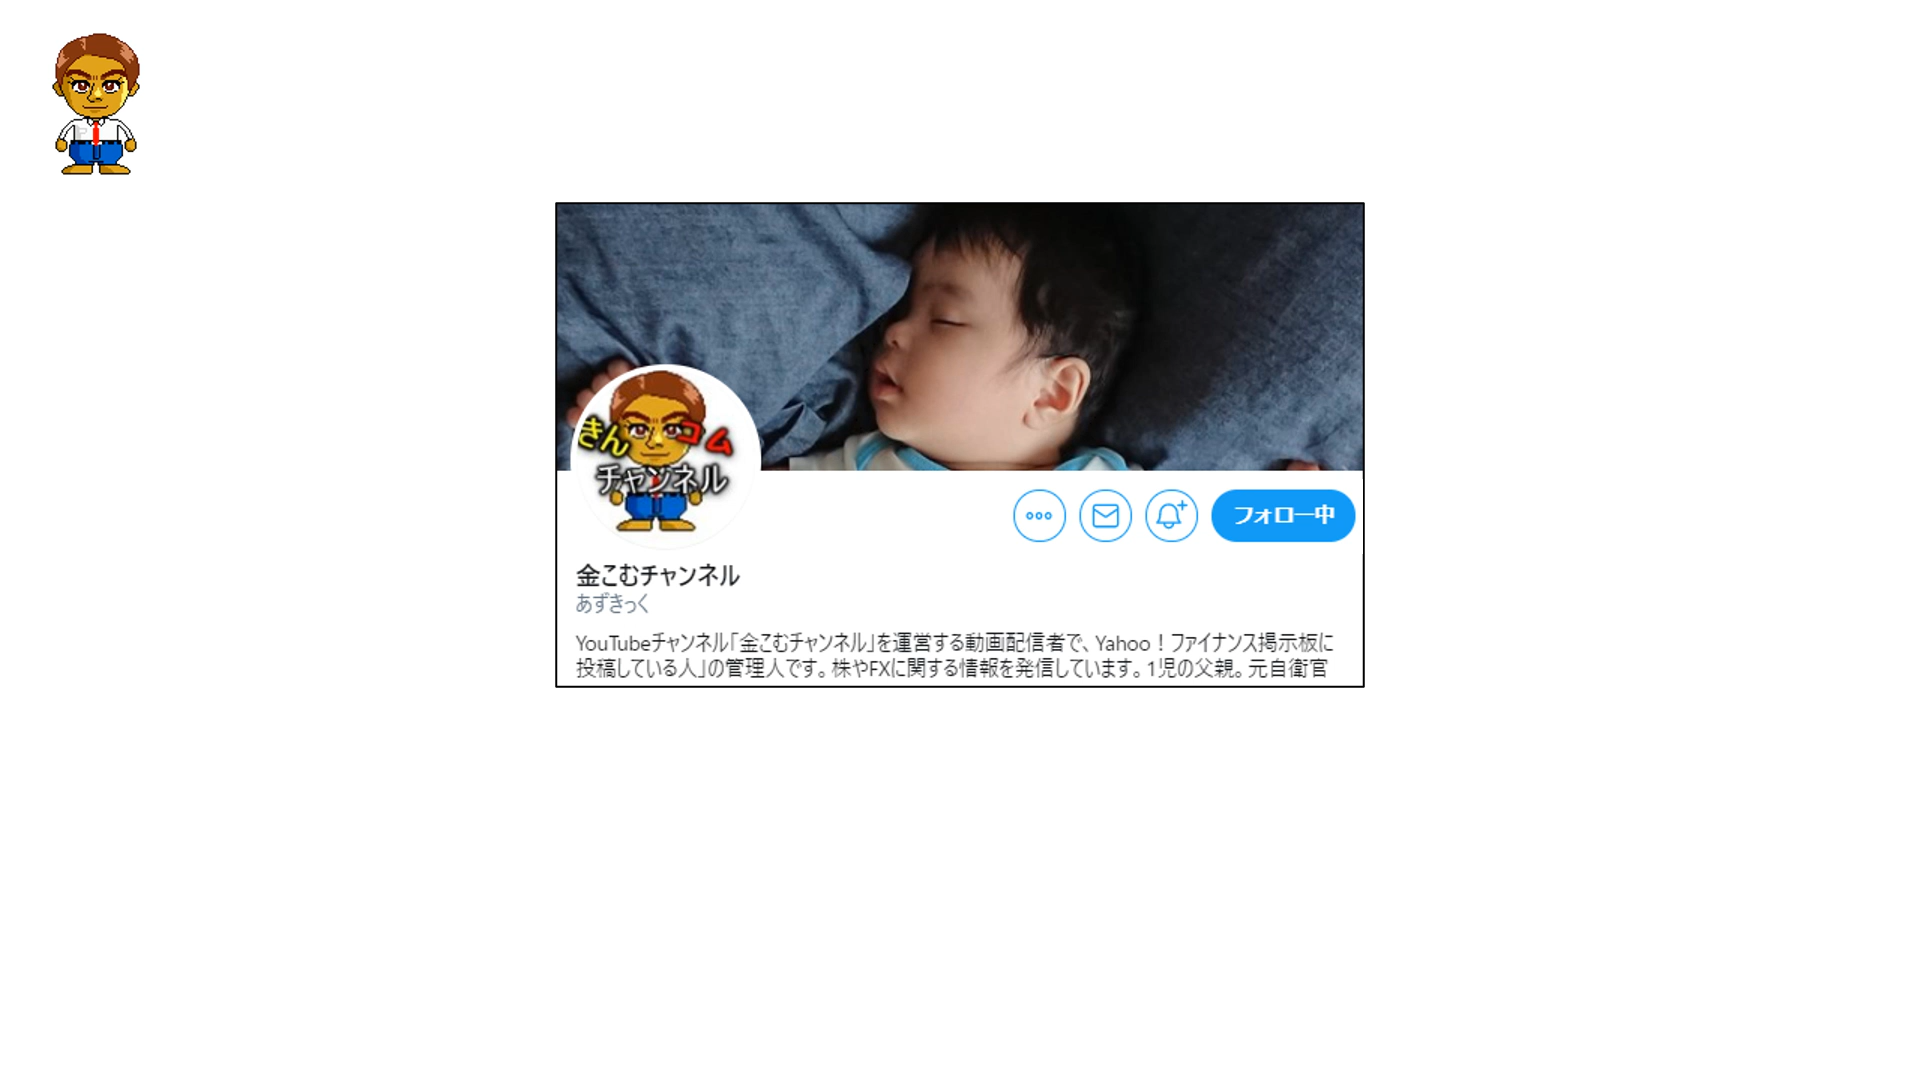 きんコム
チャンネル
フォロー中
金こむチャンネル
あずきっく
YouTubeチャンネル「金こむチャンネル」を運営する動画配信者で、Yahoo！ファイナンス掲示板に
投稿している人」の管理人です。株やFXに関する情報を発信しています。1児の父親。元自衛官